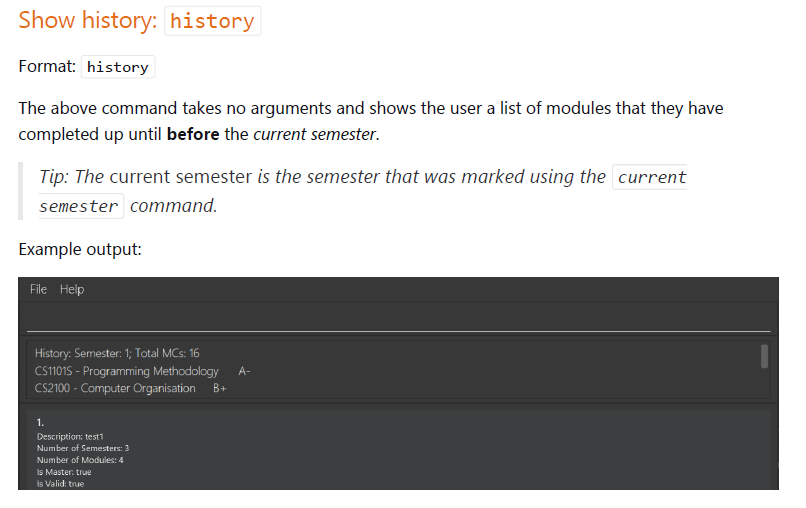 Show history: history
Format: history
The above command takes no arguments and shows the user a list of modules that they have
completed up until before the current semester.
Tip: The current semester is the semester that was marked using the current
semester command.
Example output:
File Help
History: Semester: 1; Total MCs: 16
CS1101S - Programming Methodology A-
CS2100 - Computer Organisation B+
1.
Description: test1
Number of Semesters: 3
Number of Modules: 4
Is Master: true
Is Valid: true